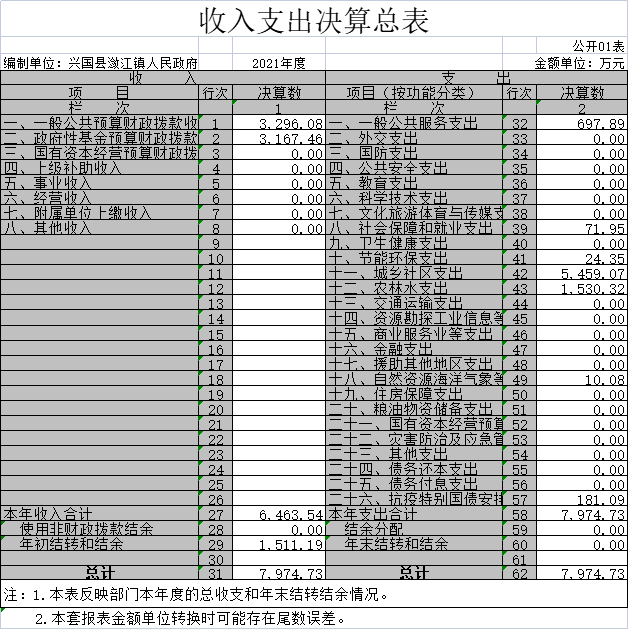 收入支出决算总表
公开01表
编制单位：兴国县潋江镇人民政府 2021年度 金额单位：万元
收 入 支 出
项 目 行次 决算数 项目（按功能分类） 行次 决算数
栏 次 1 栏 次 2
一、一般公共预算财政拨款收 1 3,296.08 一、一般公共服务支出 32 697.89
二、政府性基金预算财政拨款 2 3,167.46 二、外交支出 33 0.00
三、国有资本经营预算财政拨 3 0.00 三、国防支出 34 0.00
四、上级补助收入 4 0.00 四、公共安全支出 35 0.00
五、事业收入 5 0.00 五、教育支出 36 0.00
六、经营收入 6 0.00 六、科学技术支出 37 0.00
七、附属单位上缴收入 7 0.00 七、文化旅游体育与传媒支 38 0.00
八、其他收入 8 0.00 八、社会保障和就业支出 39 71.95
9 九、卫生健康支出 40 0.00
10 十、节能环保支出 41 24.35
11 十一、城乡社区支出 42 5,459.07
12 十二、农林水支出 43 1,530.32
13 十三、交通运输支出 44 0.00
14 十四、资源勘探工业信息等 45 0.00
15 十五、商业服务业等支出 46 0.00
16 十六、金融支出 47 0.00
17 十七、援助其他地区支出 48 0.00
18 十八、自然资源海洋气象等 49 10.08
19 十九、住房保障支出 50 0.00
20 二十、粮油物资储备支出 51 0.00
21 二十一、国有资本经营预算 52 0.00
22 二十二、灾害防治及应急管 53 0.00
23 二十三、其他支出 54 0.00
24 二十四、债务还本支出 55 0.00
25 二十五、债务付息支出 56 0.00
26 二十六、抗疫特别国债安排 57 181.09
本年收入合计 27 6,463.54 本年支出合计 58 7,974.73
使用非财政拨款结余 28 0.00 结余分配 59 0.00
年初结转和结余 29 1,511.19 年末结转和结余 60 0.00
30 61
总计 31 7,974.73 总计 62 7,974.73
注：1.本表反映部门本年度的总收支和年末结转结余情况。
2.本套报表金额单位转换时可能存在尾数误差。